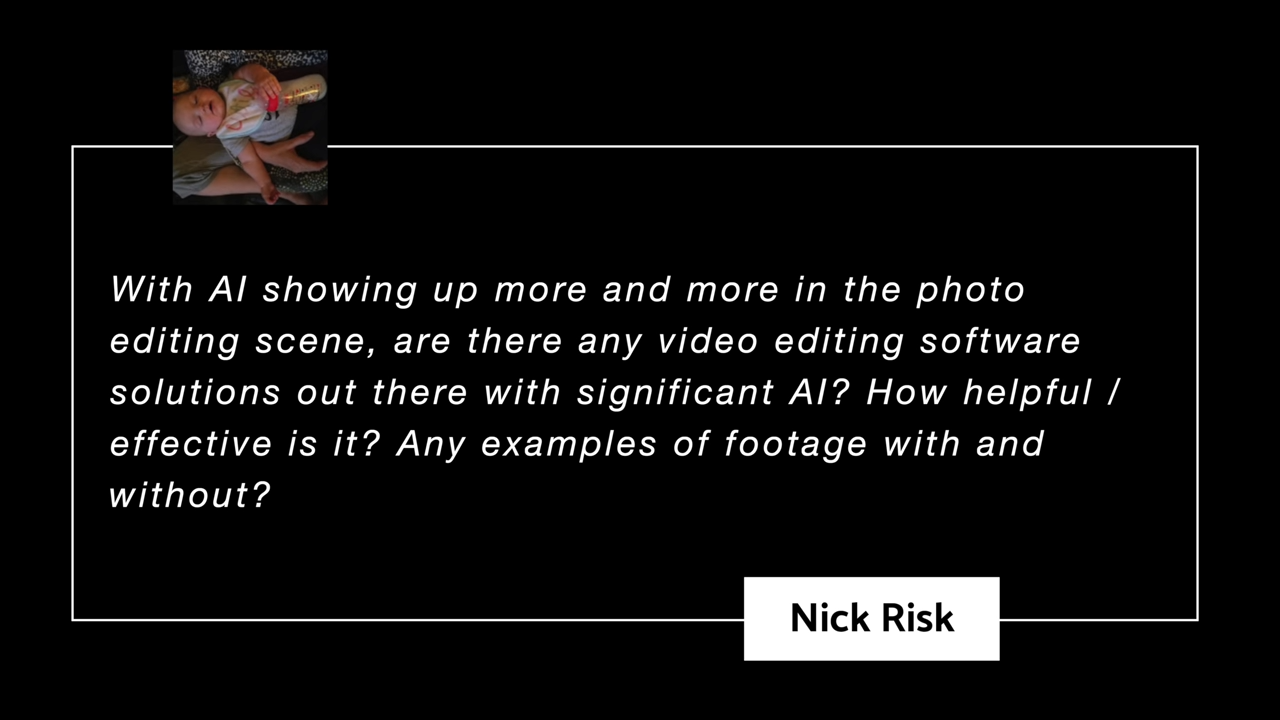 With AI showing up more and more in the photo
editing scene, are there any video editing software
solutions out there with significant AI? How helpful /
effective is it? Any examples of footage with and
without?
Nick Risk